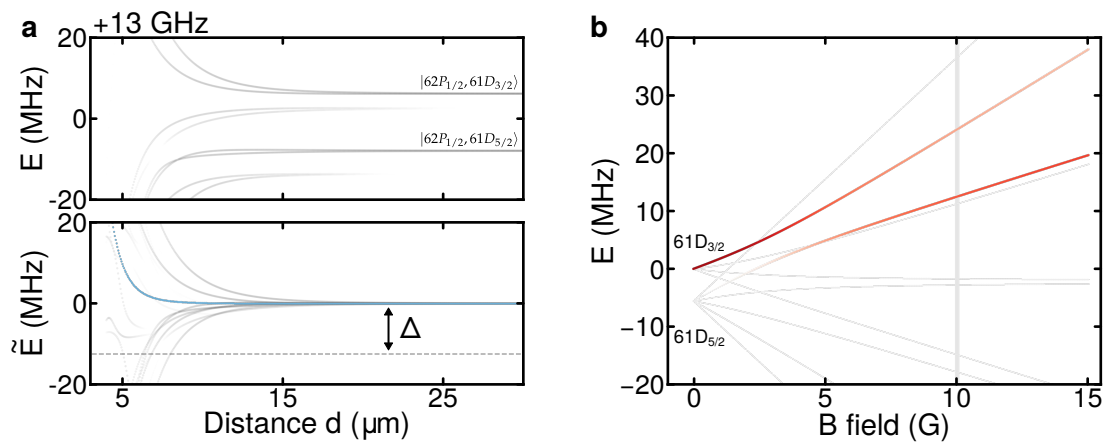 a
+13 GHz
20
0
-20
E (MHz)
|62P1/2, 61D3/2⟩
|62P1/2, 61D5/2⟩
20
0
-20
Ẽ (MHz)
Δ
5
15
25
Distance d (µm)
b
40
30
20
10
0
−10
−20
E (MHz)
61D3/2
61D5/2
0
5
10
15
B field (G)